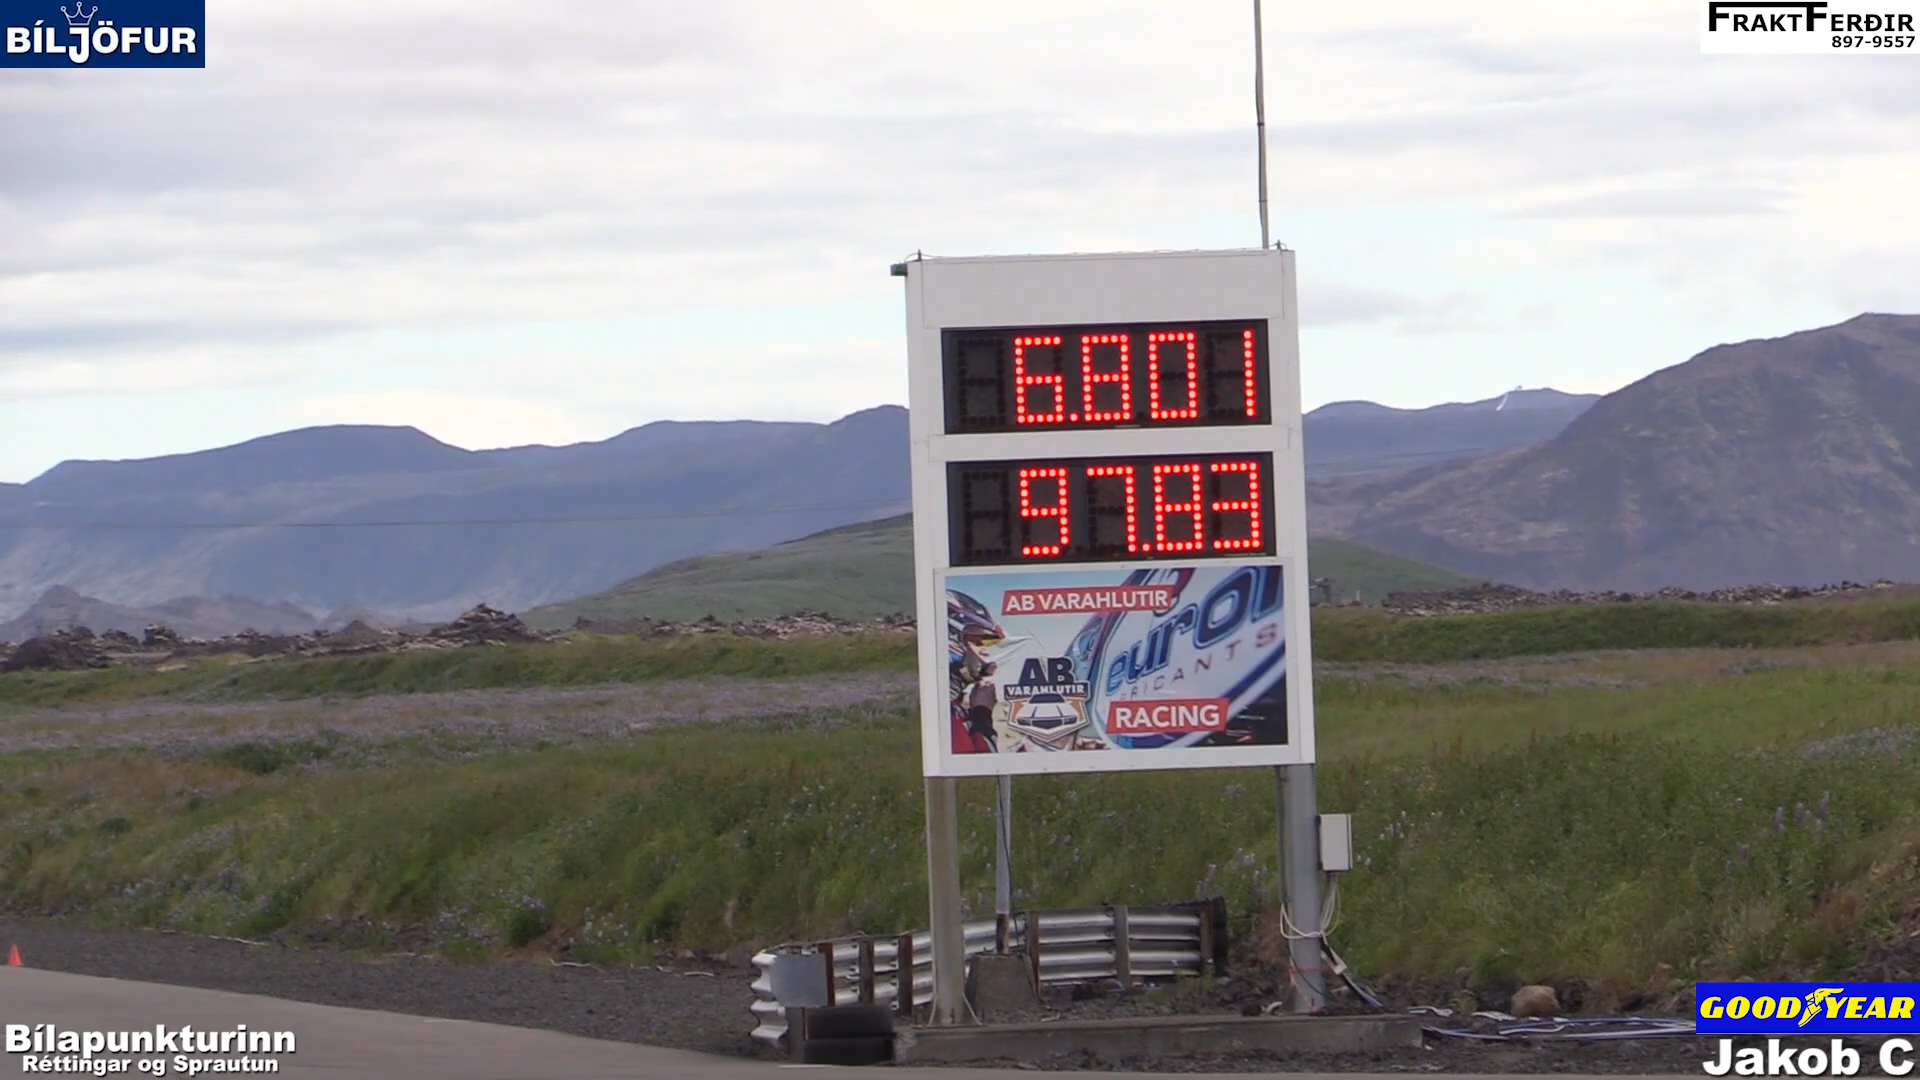 BÍLJÖFUR
FRAKTFERÐIR
897-9557
6.801
97.83
AB VARAHLUTIR
AB
VARAHLUTIR
RACING
GOODYEAR
Bílapunkturinn
Réttingar og Sprautun
Jakob C